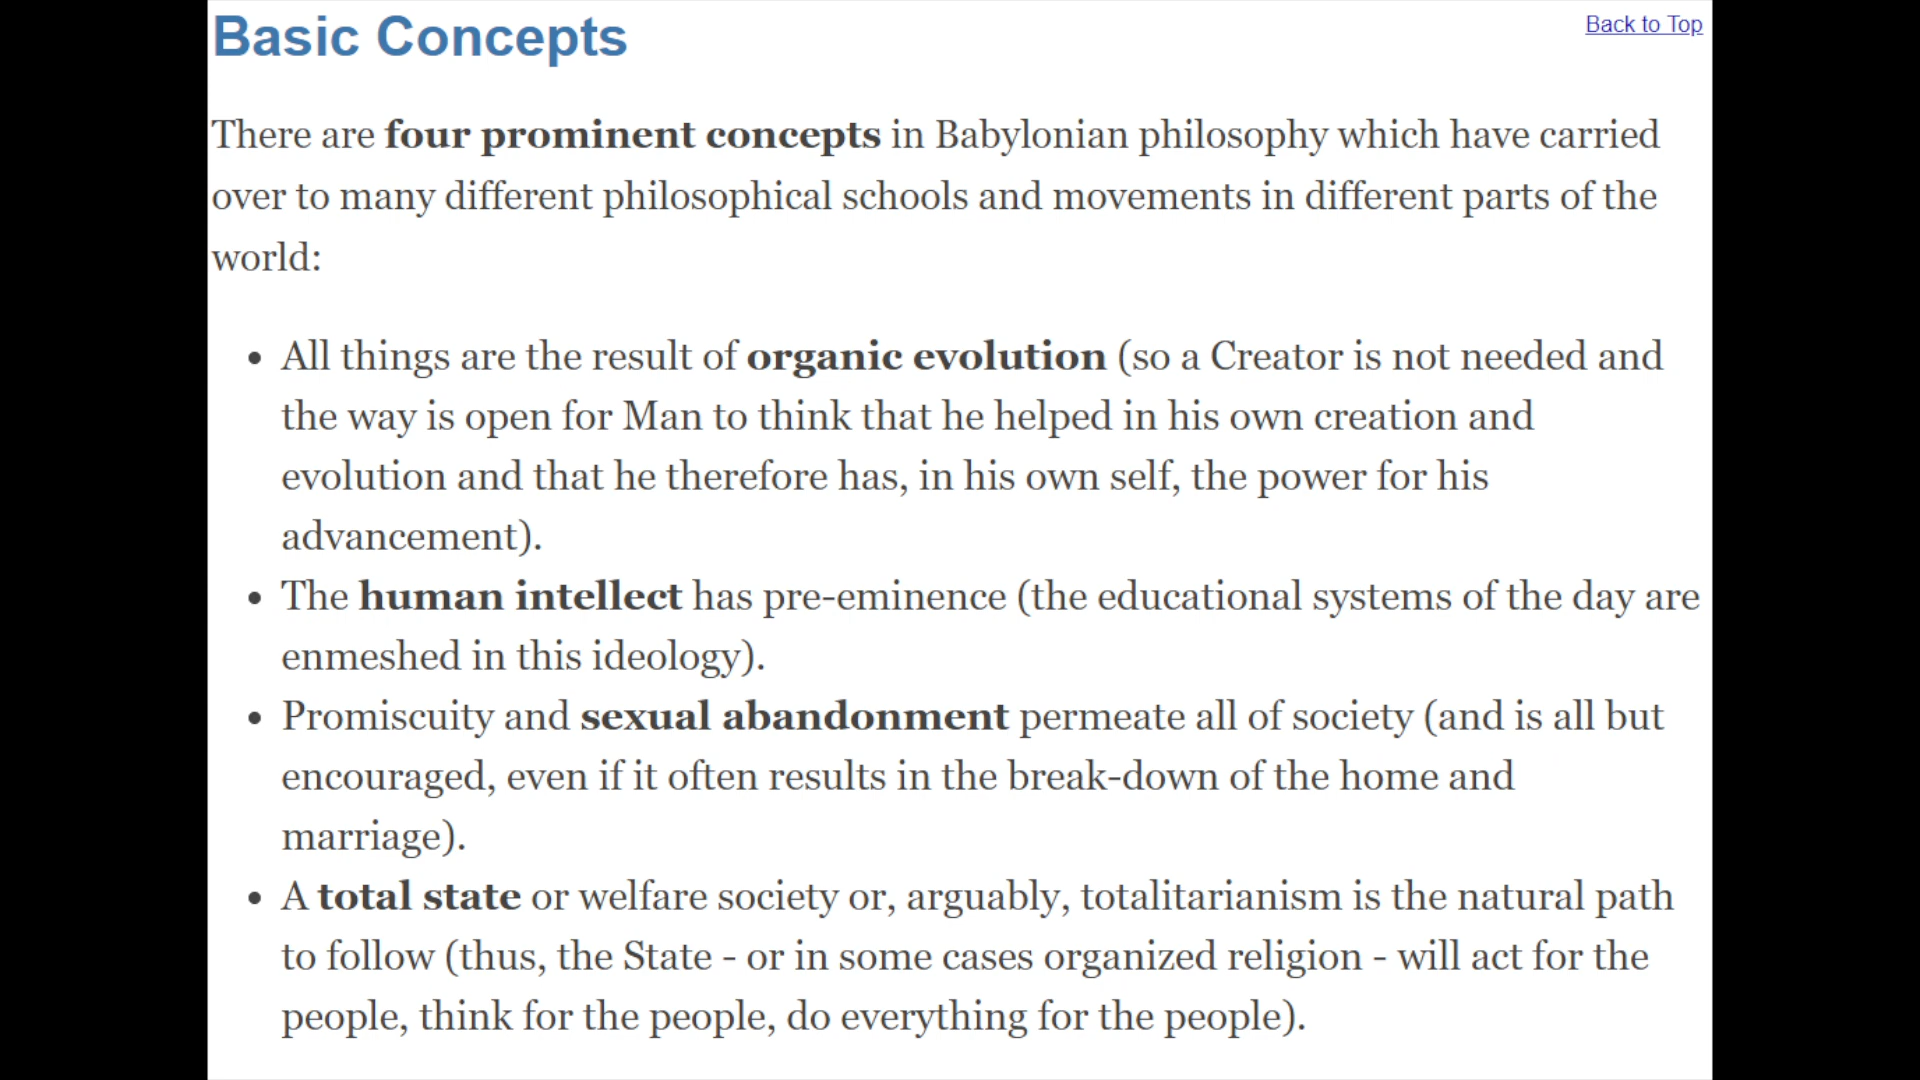 Basic Concepts
Back to Top
There are four prominent concepts in Babylonian philosophy which have carried
over to many different philosophical schools and movements in different parts of the
world:
• All things are the result of organic evolution (so a Creator is not needed and
the way is open for Man to think that he helped in his own creation and
evolution and that he therefore has, in his own self, the power for his
advancement).
• The human intellect has pre-eminence (the educational systems of the day are
enmeshed in this ideology).
• Promiscuity and sexual abandonment permeate all of society (and is all but
encouraged, even if it often results in the break-down of the home and
marriage).
• A total state or welfare society or, arguably, totalitarianism is the natural path
to follow (thus, the State - or in some cases organized religion - will act for the
people, think for the people, do everything for the people).